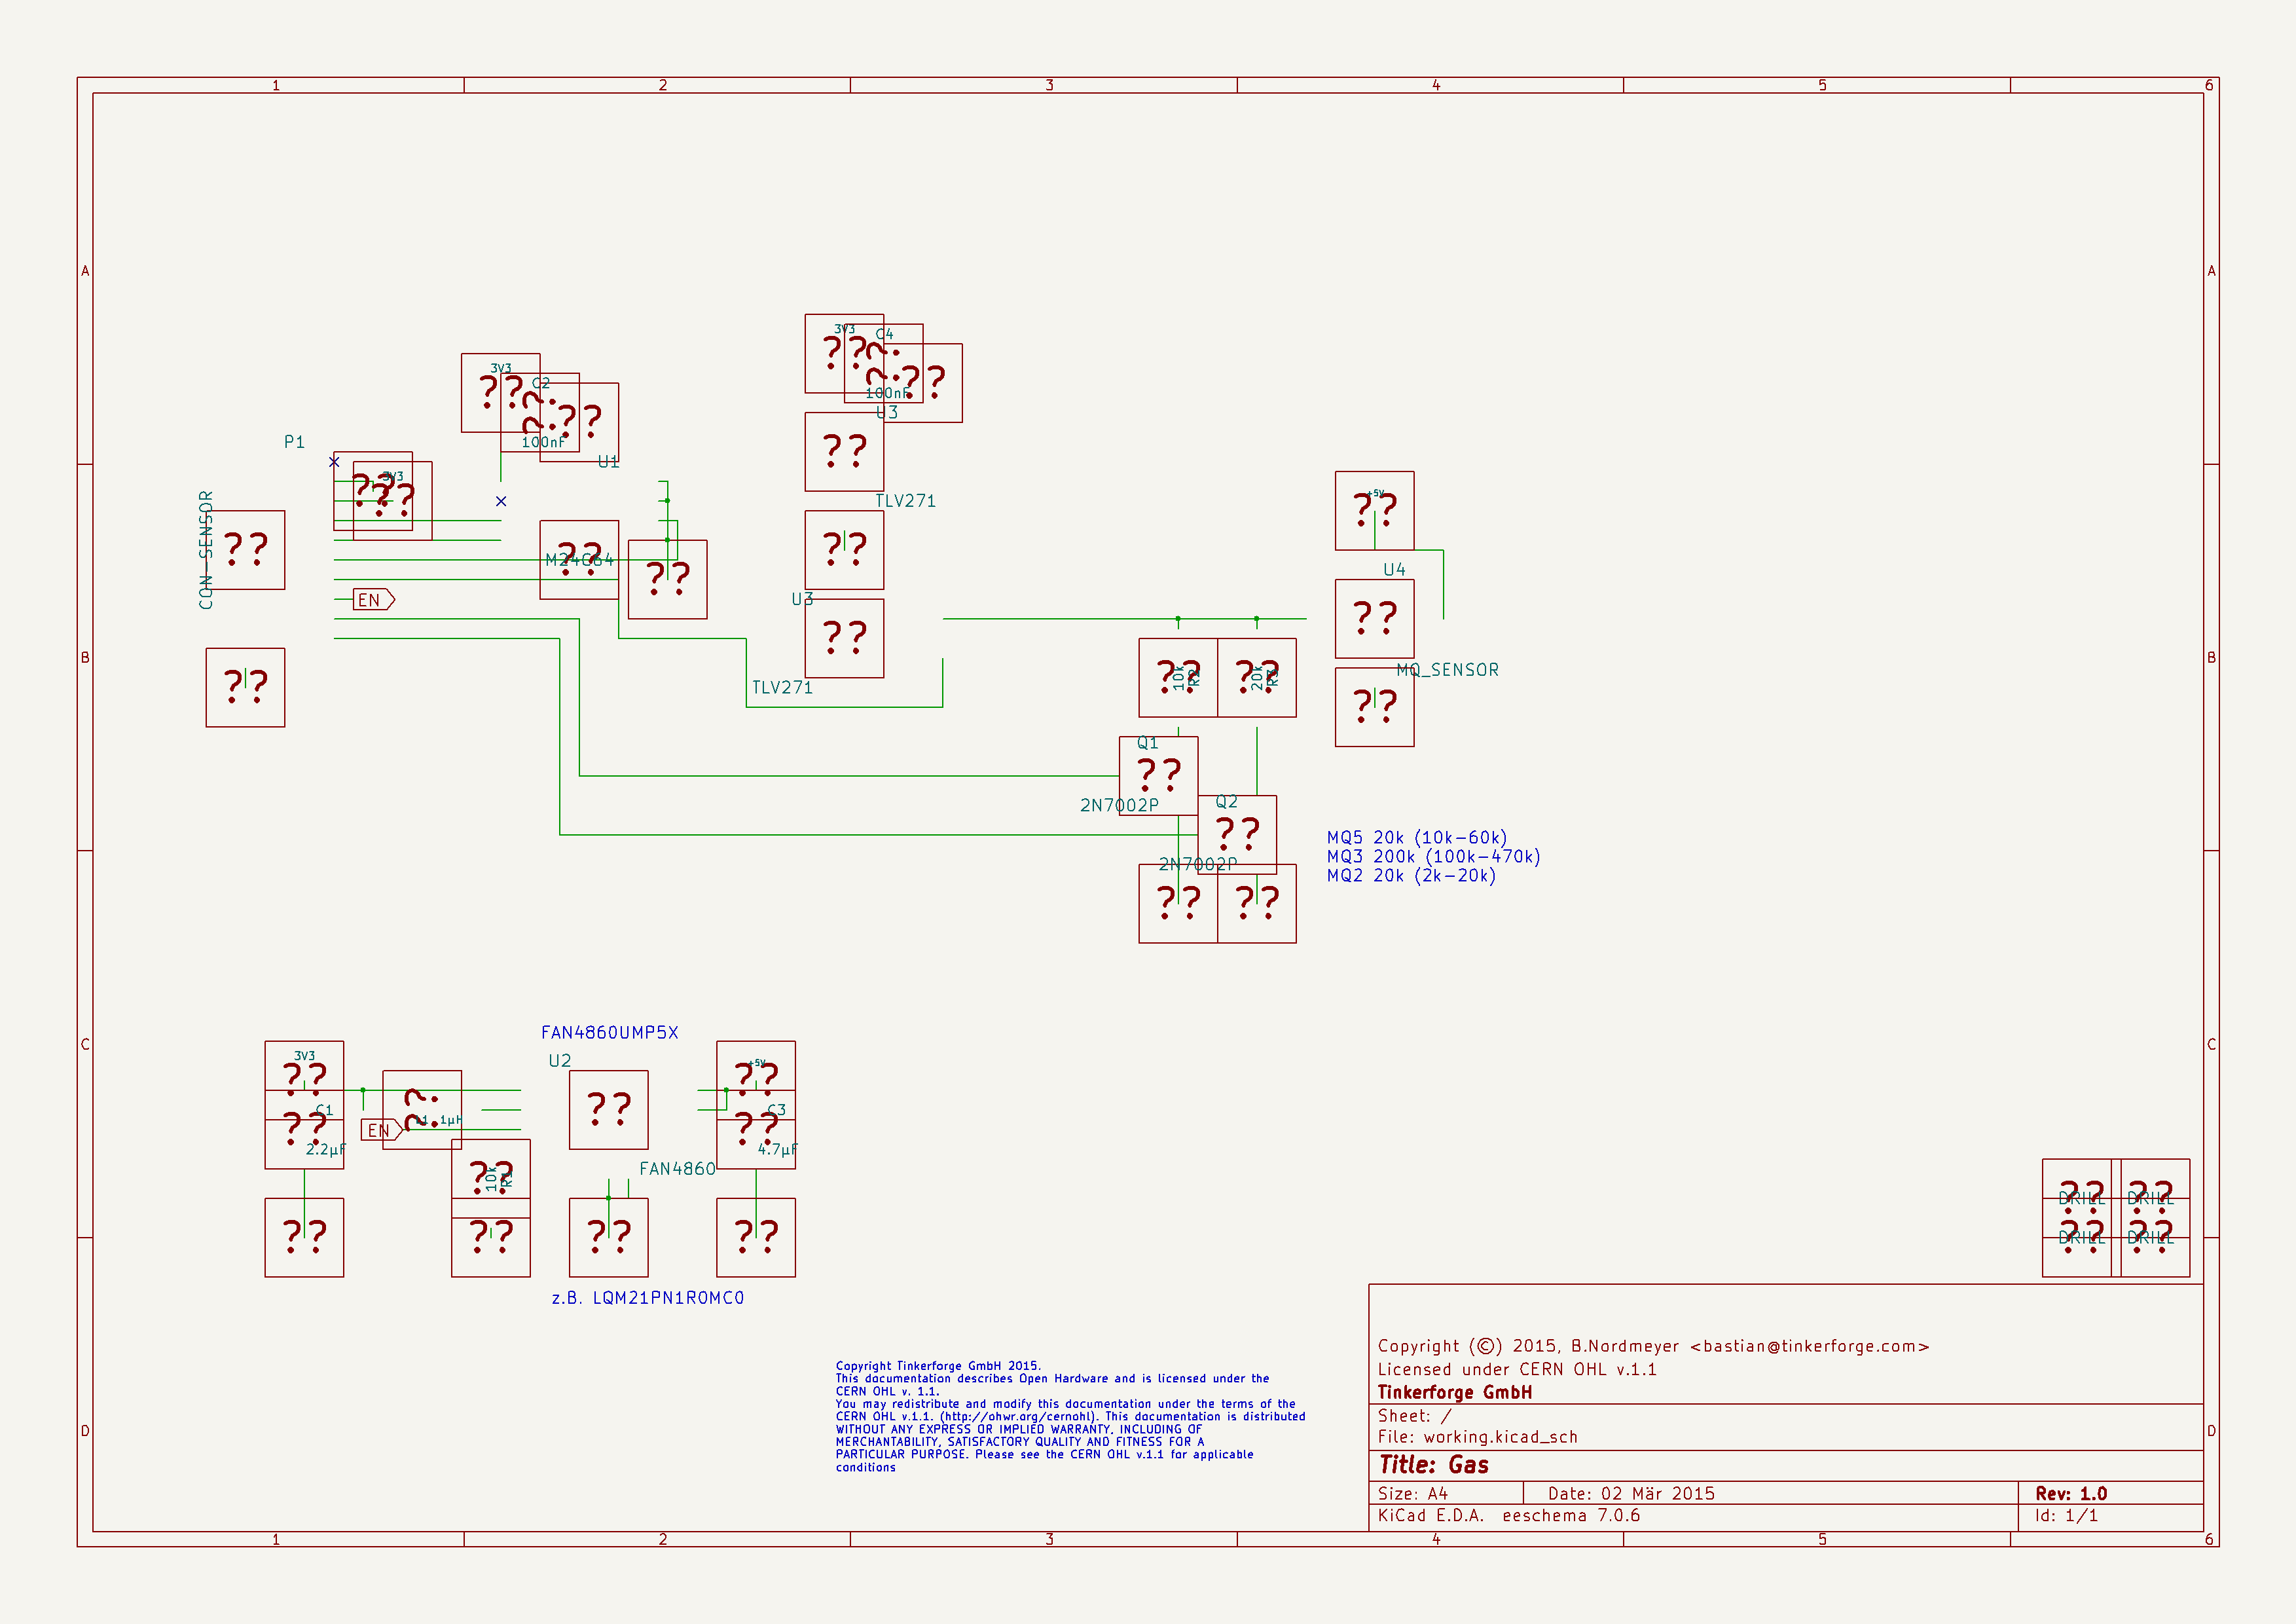 1 2 3 4 5 6
A A
3V3
C4
100nF
U3
TLV271
3V3
C2
100nF
U1
P1
3V3
CON-SENSOR
M24C64
EN
+5V
U4
MQ_SENSOR
U3
TLV271
10k
R2
20k
R3
B B
Q1
2N7002P
Q2
2N7002P
MQ5 20k (10k-60k)
MQ3 200k (100k-470k)
MQ2 20k (2k-20k)
C C
FAN4860UMP5X
U2
FAN4860
3V3
C1
2.2µF
EN
1µH
10k
R1
+5V
C3
4.7µF
z.B. LQM21PN1R0MC0
DRILL DRILL
DRILL DRILL
Copyright Tinkerforge GmbH 2015.
This documentation describes Open Hardware and is licensed under the
CERN OHL v. 1.1.
You may redistribute and modify this documentation under the terms of the
CERN OHL v.1.1. (http://ohwr.org/cernohl). This documentation is distributed
WITHOUT ANY EXPRESS OR IMPLIED WARRANTY, INCLUDING OF
MERCHANTABILITY, SATISFACTORY QUALITY AND FITNESS FOR A
PARTICULAR PURPOSE. Please see the CERN OHL v.1.1 for applicable
conditions
Copyright (©) 2015, B.Nordmeyer <bastian@tinkerforge.com>
Licensed under CERN OHL v.1.1
Tinkerforge GmbH
Sheet: /
File: working.kicad_sch
Title: Gas
Size: A4 Date: 02 Mär 2015 Rev: 1.0
KiCad E.D.A. eeschema 7.0.6 Id: 1/1
D D
1 2 3 4 5 6